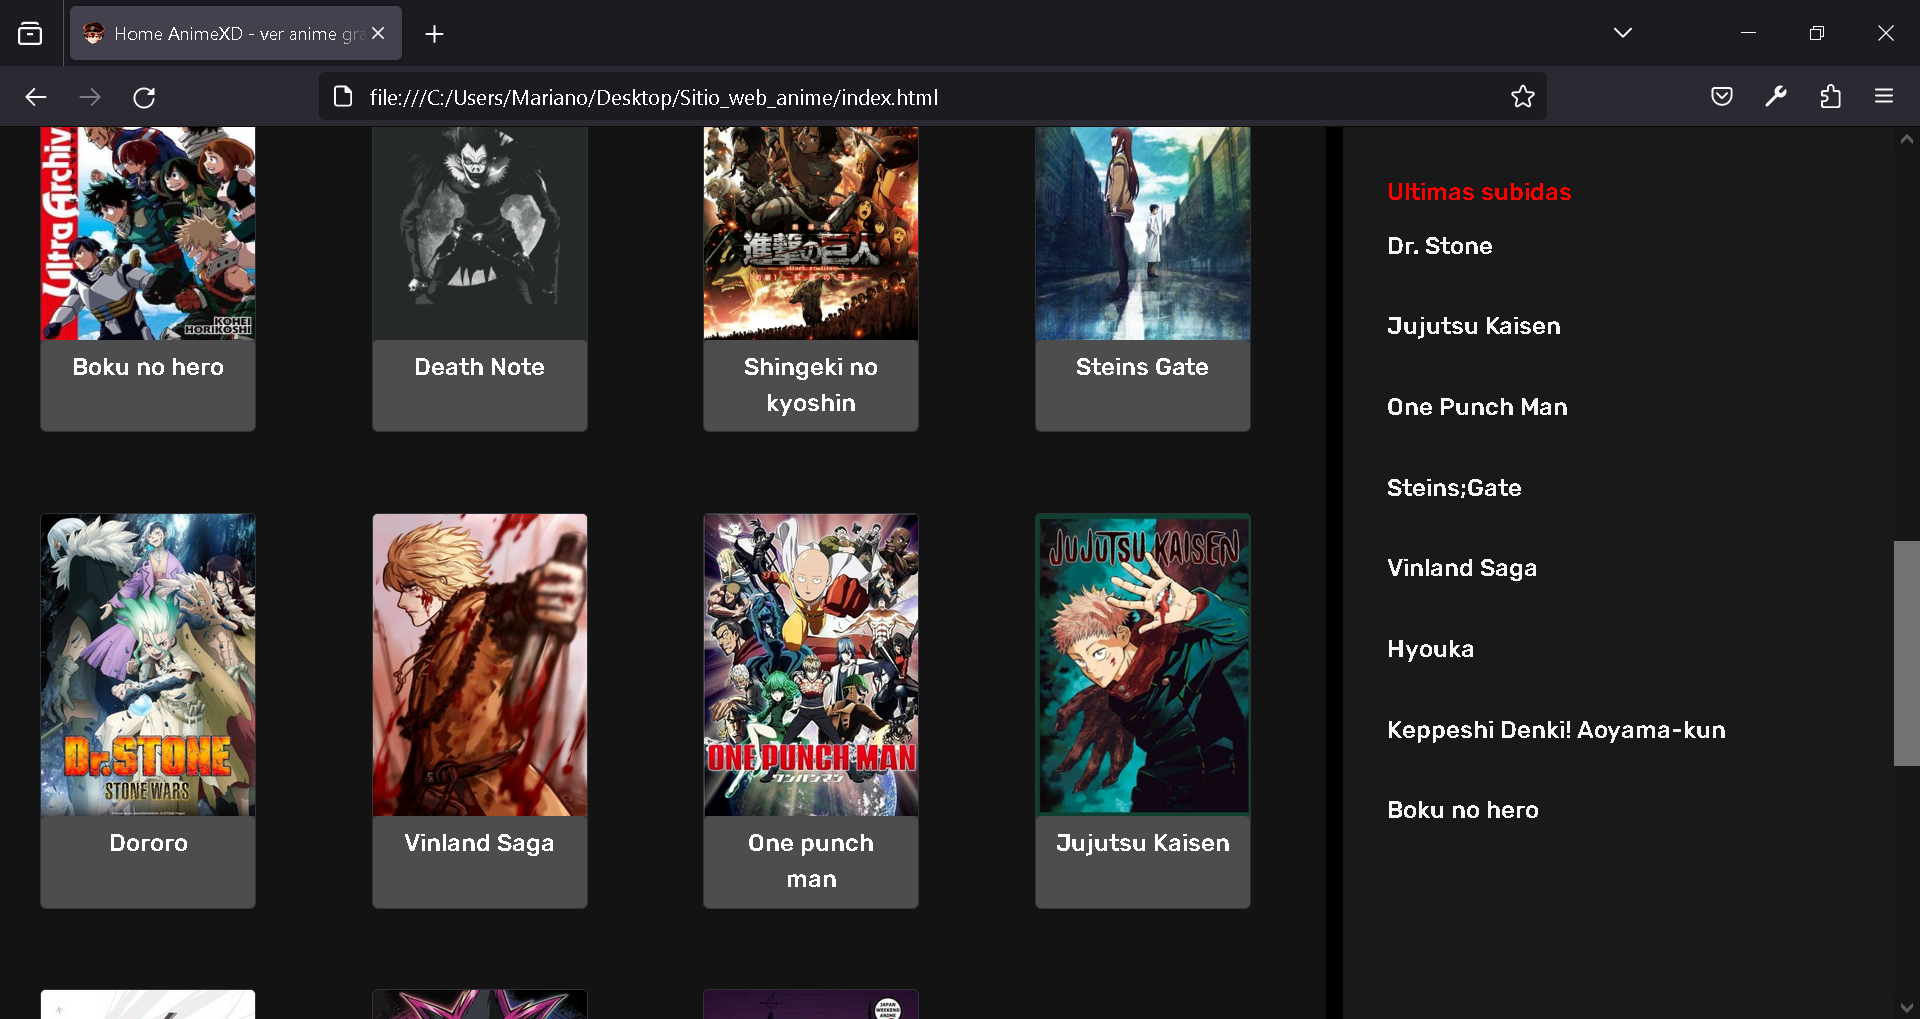 Home AnimeXD - ver anime gra
file:///C:/Users/Mariano/Desktop/Sitio_web_anime/index.html
Ultra Archiv
KOHEI
HORIKOSHI
進撃の巨人
Boku no hero
Death Note
Shingeki no
kyoshin
Steins Gate
Dr.STONE
STONE WARS
ONE PUNCH MAN
ワンパンマン
JUJUTSU KAISEN
Dororo
Vinland Saga
One punch
man
Jujutsu Kaisen
JAPAN
WEEKEND
ANIME
Ultimas subidas
Dr. Stone
Jujutsu Kaisen
One Punch Man
Steins;Gate
Vinland Saga
Hyouka
Keppeshi Denki! Aoyama-kun
Boku no hero